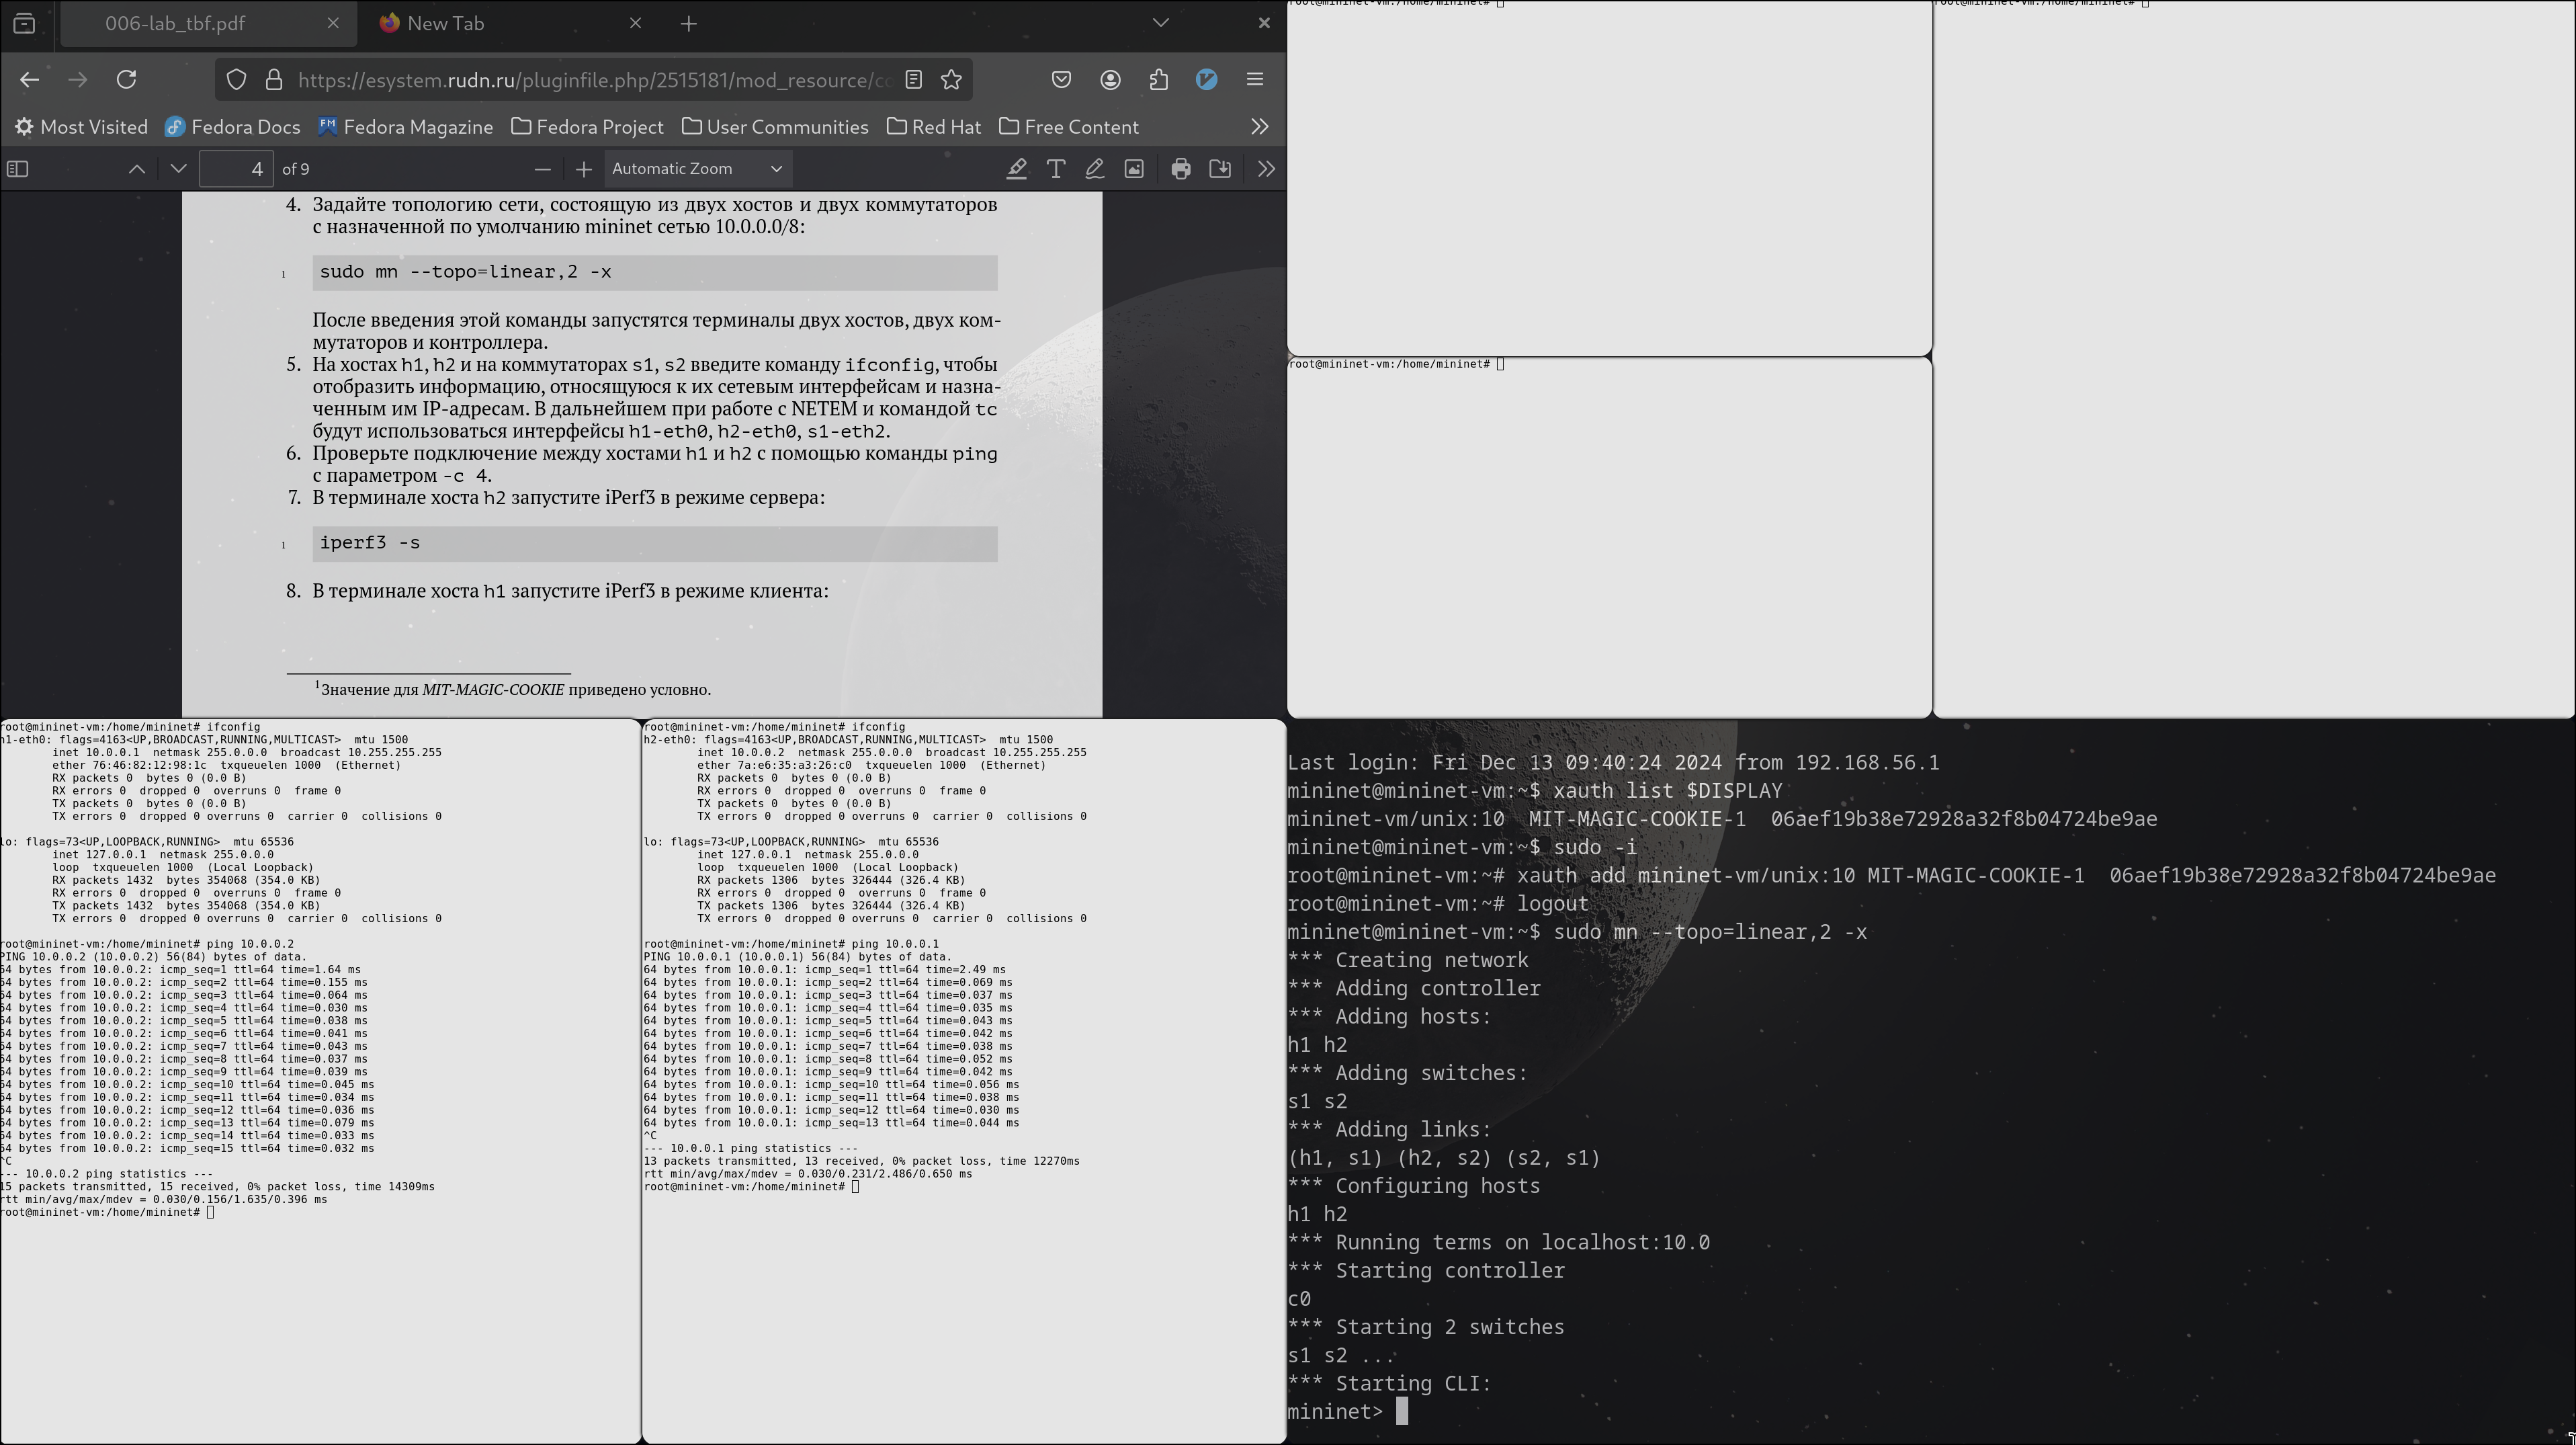 006-lab_tbf.pdf
New Tab
https://esystem.rudn.ru/pluginfile.php/2515181/mod_resource/co
Most Visited
Fedora Docs
Fedora Magazine
Fedora Project
User Communities
Red Hat
Free Content
4 of 9
Automatic Zoom
4. Задайте топологию сети, состоящую из двух хостов и двух коммутаторов
с назначенной по умолчанию mininet сетью 10.0.0.0/8:
1 sudo mn --topo=linear,2 -x
После введения этой команды запустятся терминалы двух хостов, двух ком-
мутаторов и контроллера.
5. На хостах h1, h2 и на коммутаторах s1, s2 введите команду ifconfig, чтобы
отобразить информацию, относящуюся к их сетевым интерфейсам и назна-
ченным им IP-адресам. В дальнейшем при работе с NETEM и командой tc
будут использоваться интерфейсы h1-eth0, h2-eth0, s1-eth2.
6. Проверьте подключение между хостами h1 и h2 с помощью команды ping
с параметром -c 4.
7. В терминале хоста h2 запустите iPerf3 в режиме сервера:
1 iperf3 -s
8. В терминале хоста h1 запустите iPerf3 в режиме клиента:
1 Значение для MIT-MAGIC-COOKIE приведено условно.
root@mininet-vm:/home/mininet#
root@mininet-vm:/home/mininet#
root@mininet-vm:/home/mininet#
root@mininet-vm:/home/mininet# ifconfig
h1-eth0: flags=4163<UP,BROADCAST,RUNNING,MULTICAST>  mtu 1500
inet 10.0.0.1  netmask 255.0.0.0  broadcast 10.255.255.255
ether 76:46:82:12:98:1c  txqueuelen 1000  (Ethernet)
RX packets 0  bytes 0 (0.0 B)
RX errors 0  dropped 0  overruns 0  frame 0
TX packets 0  bytes 0 (0.0 B)
TX errors 0  dropped 0 overruns 0  carrier 0  collisions 0
lo: flags=73<UP,LOOPBACK,RUNNING>  mtu 65536
inet 127.0.0.1  netmask 255.0.0.0
loop  txqueuelen 1000  (Local Loopback)
RX packets 1432  bytes 354068 (354.0 KB)
RX errors 0  dropped 0  overruns 0  frame 0
TX packets 1432  bytes 354068 (354.0 KB)
TX errors 0  dropped 0 overruns 0  carrier 0  collisions 0
root@mininet-vm:/home/mininet# ping 10.0.0.2
PING 10.0.0.2 (10.0.0.2) 56(84) bytes of data.
64 bytes from 10.0.0.2: icmp_seq=1 ttl=64 time=1.64 ms
64 bytes from 10.0.0.2: icmp_seq=2 ttl=64 time=0.155 ms
64 bytes from 10.0.0.2: icmp_seq=3 ttl=64 time=0.064 ms
64 bytes from 10.0.0.2: icmp_seq=4 ttl=64 time=0.030 ms
64 bytes from 10.0.0.2: icmp_seq=5 ttl=64 time=0.038 ms
64 bytes from 10.0.0.2: icmp_seq=6 ttl=64 time=0.041 ms
64 bytes from 10.0.0.2: icmp_seq=7 ttl=64 time=0.043 ms
64 bytes from 10.0.0.2: icmp_seq=8 ttl=64 time=0.037 ms
64 bytes from 10.0.0.2: icmp_seq=9 ttl=64 time=0.039 ms
64 bytes from 10.0.0.2: icmp_seq=10 ttl=64 time=0.045 ms
64 bytes from 10.0.0.2: icmp_seq=11 ttl=64 time=0.034 ms
64 bytes from 10.0.0.2: icmp_seq=12 ttl=64 time=0.036 ms
64 bytes from 10.0.0.2: icmp_seq=13 ttl=64 time=0.079 ms
64 bytes from 10.0.0.2: icmp_seq=14 ttl=64 time=0.033 ms
64 bytes from 10.0.0.2: icmp_seq=15 ttl=64 time=0.032 ms
^C
--- 10.0.0.2 ping statistics ---
15 packets transmitted, 15 received, 0% packet loss, time 14309ms
rtt min/avg/max/mdev = 0.030/0.156/1.635/0.396 ms
root@mininet-vm:/home/mininet#
root@mininet-vm:/home/mininet# ifconfig
h2-eth0: flags=4163<UP,BROADCAST,RUNNING,MULTICAST>  mtu 1500
inet 10.0.0.2  netmask 255.0.0.0  broadcast 10.255.255.255
ether 7a:e6:35:a3:26:c0  txqueuelen 1000  (Ethernet)
RX packets 0  bytes 0 (0.0 B)
RX errors 0  dropped 0  overruns 0  frame 0
TX packets 0  bytes 0 (0.0 B)
TX errors 0  dropped 0 overruns 0  carrier 0  collisions 0
lo: flags=73<UP,LOOPBACK,RUNNING>  mtu 65536
inet 127.0.0.1  netmask 255.0.0.0
loop  txqueuelen 1000  (Local Loopback)
RX packets 1306  bytes 326444 (326.4 KB)
RX errors 0  dropped 0  overruns 0  frame 0
TX packets 1306  bytes 326444 (326.4 KB)
TX errors 0  dropped 0 overruns 0  carrier 0  collisions 0
root@mininet-vm:/home/mininet# ping 10.0.0.1
PING 10.0.0.1 (10.0.0.1) 56(84) bytes of data.
64 bytes from 10.0.0.1: icmp_seq=1 ttl=64 time=2.49 ms
64 bytes from 10.0.0.1: icmp_seq=2 ttl=64 time=0.069 ms
64 bytes from 10.0.0.1: icmp_seq=3 ttl=64 time=0.037 ms
64 bytes from 10.0.0.1: icmp_seq=4 ttl=64 time=0.035 ms
64 bytes from 10.0.0.1: icmp_seq=5 ttl=64 time=0.043 ms
64 bytes from 10.0.0.1: icmp_seq=6 ttl=64 time=0.042 ms
64 bytes from 10.0.0.1: icmp_seq=7 ttl=64 time=0.038 ms
64 bytes from 10.0.0.1: icmp_seq=8 ttl=64 time=0.052 ms
64 bytes from 10.0.0.1: icmp_seq=9 ttl=64 time=0.042 ms
64 bytes from 10.0.0.1: icmp_seq=10 ttl=64 time=0.056 ms
64 bytes from 10.0.0.1: icmp_seq=11 ttl=64 time=0.038 ms
64 bytes from 10.0.0.1: icmp_seq=12 ttl=64 time=0.030 ms
64 bytes from 10.0.0.1: icmp_seq=13 ttl=64 time=0.044 ms
^C
--- 10.0.0.1 ping statistics ---
13 packets transmitted, 13 received, 0% packet loss, time 12270ms
rtt min/avg/max/mdev = 0.030/0.231/2.486/0.650 ms
root@mininet-vm:/home/mininet#
Last login: Fri Dec 13 09:40:24 2024 from 192.168.56.1
mininet@mininet-vm:~$ xauth list $DISPLAY
mininet-vm/unix:10  MIT-MAGIC-COOKIE-1  06aef19b38e72928a32f8b04724be9ae
mininet@mininet-vm:~$ sudo -i
root@mininet-vm:~# xauth add mininet-vm/unix:10 MIT-MAGIC-COOKIE-1  06aef19b38e72928a32f8b04724be9ae
root@mininet-vm:~# logout
mininet@mininet-vm:~$ sudo mn --topo=linear,2 -x
*** Creating network
*** Adding controller
*** Adding hosts:
h1 h2
*** Adding switches:
s1 s2
*** Adding links:
(h1, s1) (h2, s2) (s2, s1)
*** Configuring hosts
h1 h2
*** Running terms on localhost:10.0
*** Starting controller
c0
*** Starting 2 switches
s1 s2 ...
*** Starting CLI:
mininet>